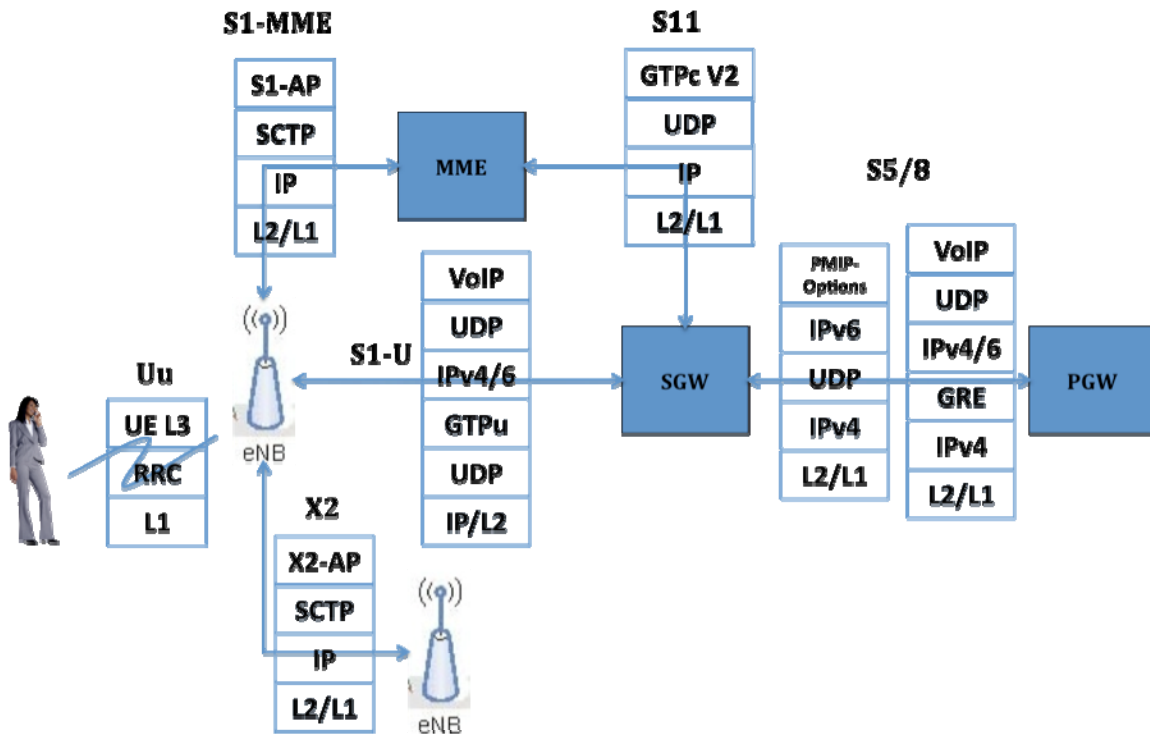 S1-MME
S1-AP
SCTP
IP
L2/L1
MME
S11
GTPc V2
UDP
IP
L2/L1
S5/8
PMIP-
Options
IPv6
UDP
IPv4
L2/L1
VoIP
UDP
IPv4/6
GRE
IPv4
L2/L1
S1-U
VoIP
UDP
IPv4/6
GTPu
UDP
IP/L2
SGW
PGW
Uu
UE L3
RRC
L1
eNB
X2
X2-AP
SCTP
IP
L2/L1
eNB